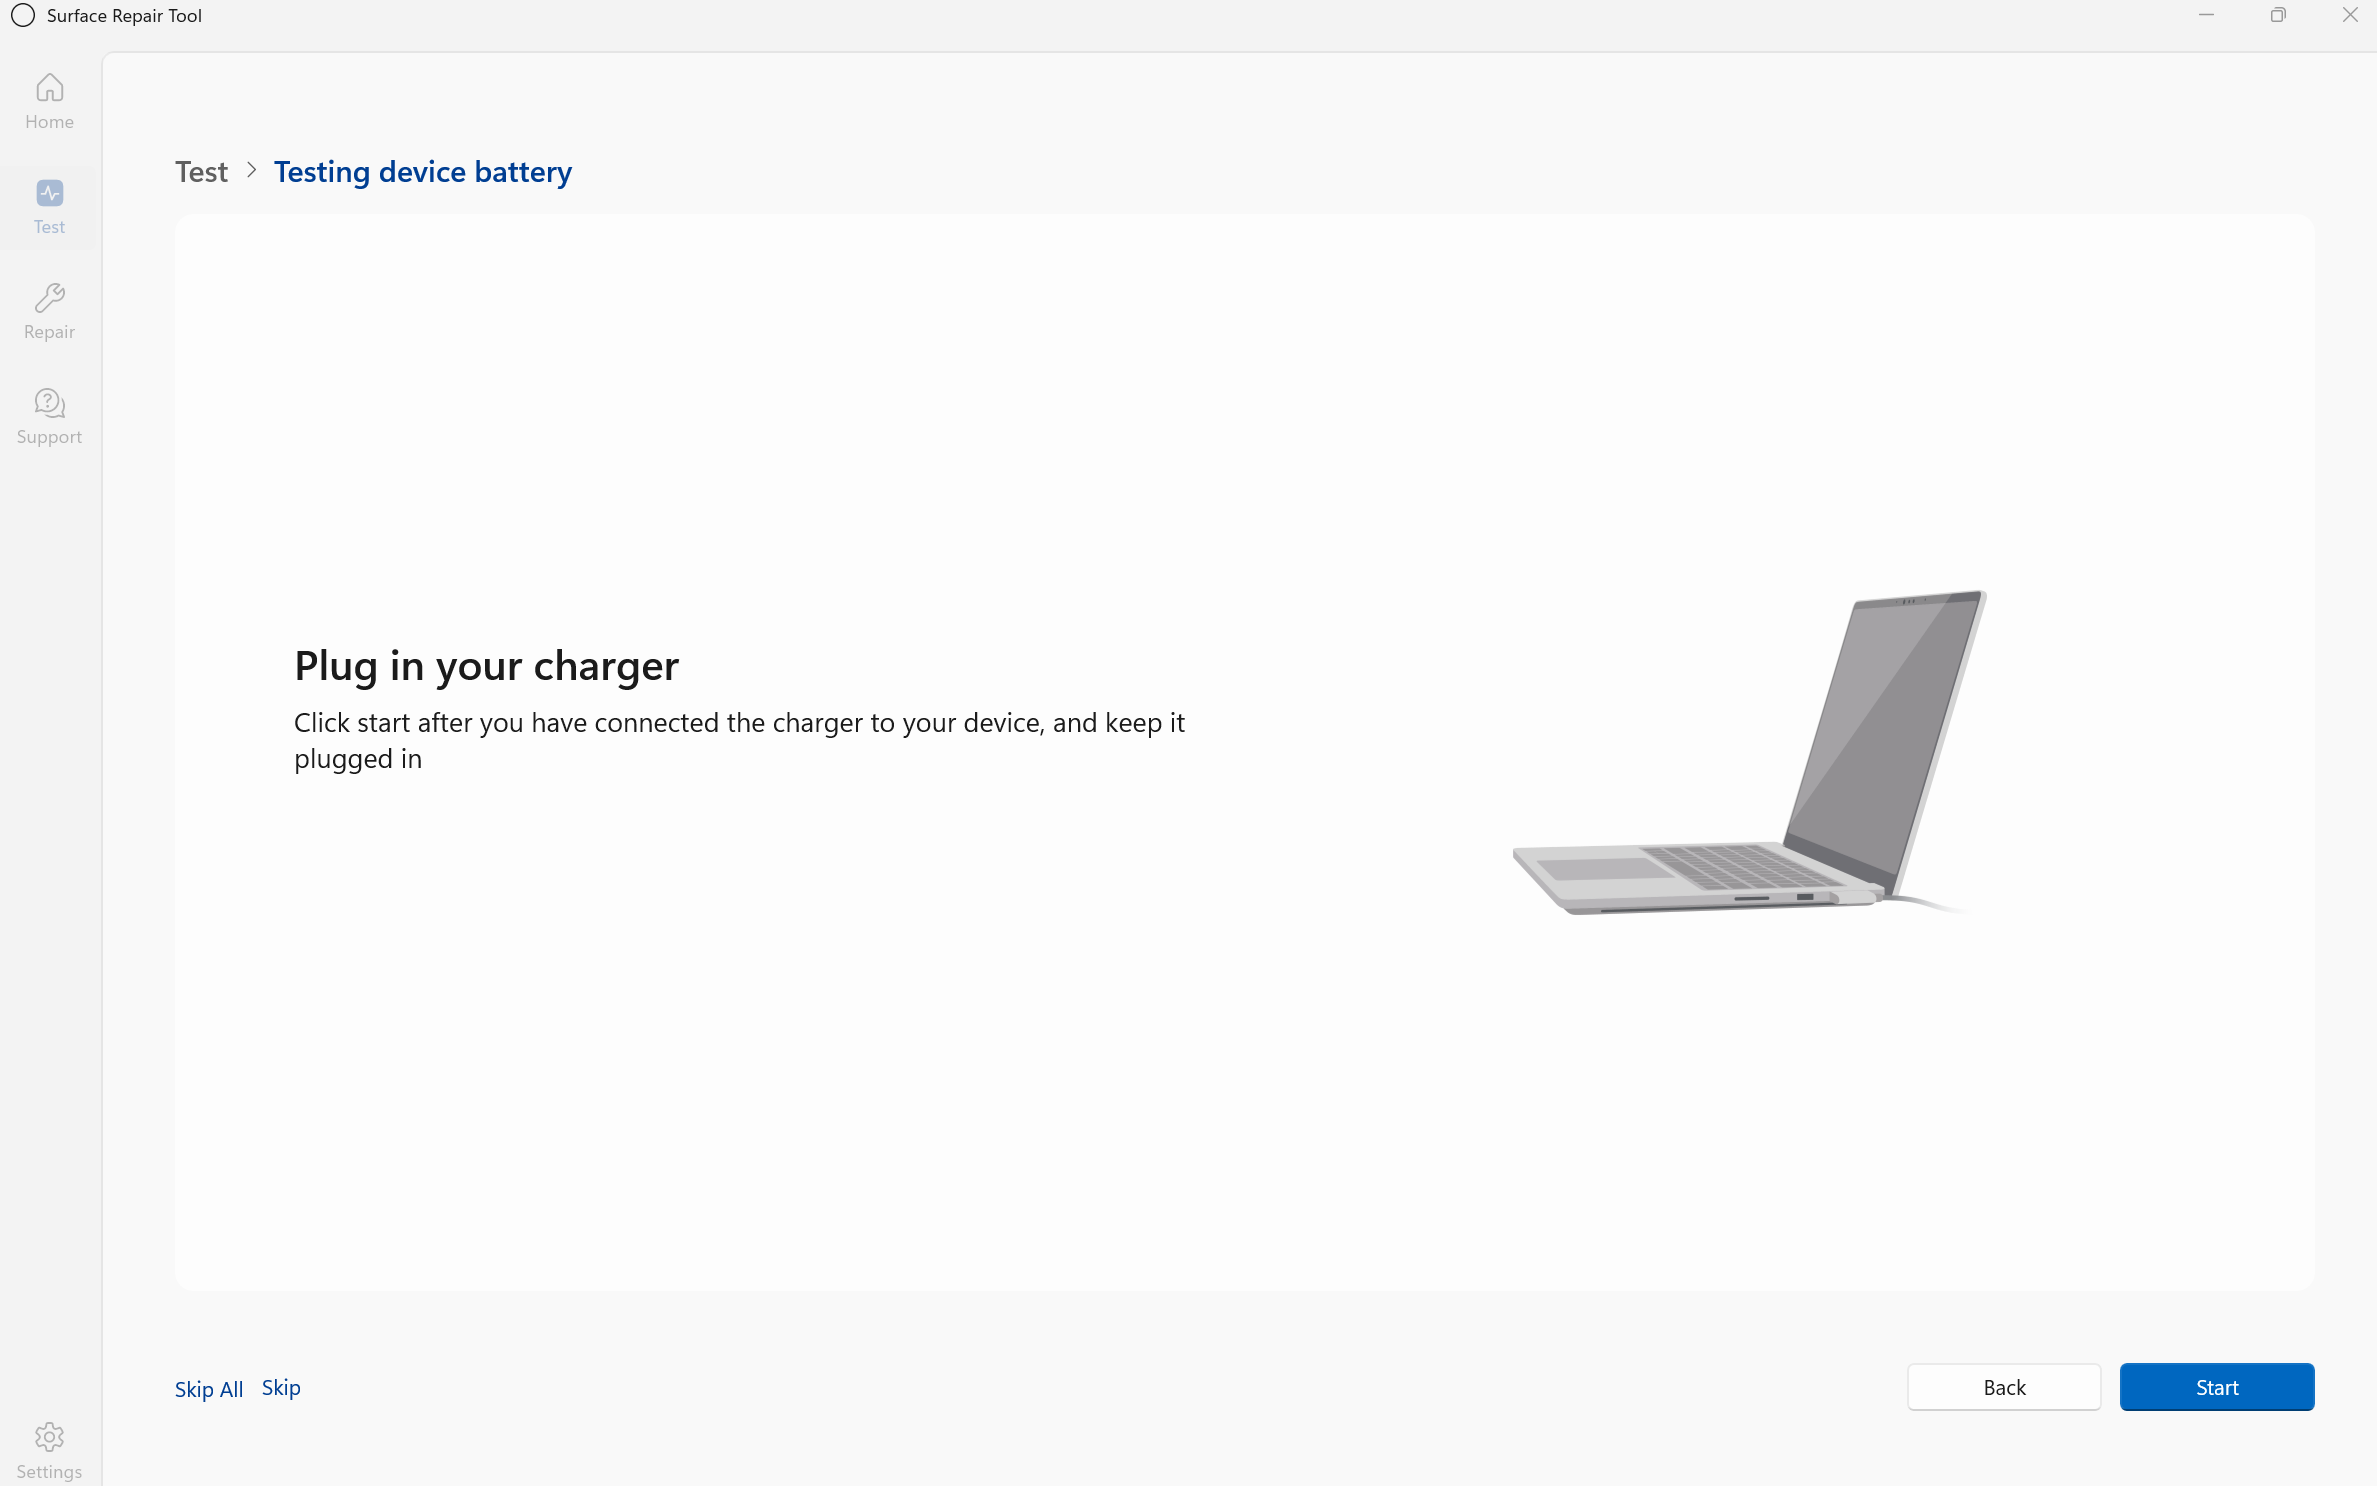 Surface Repair Tool
Home
Test
Repair
Support
Settings
Test > Testing device battery
Plug in your charger
Click start after you have connected the charger to your device, and keep it
plugged in
Skip All
Skip
Back
Start